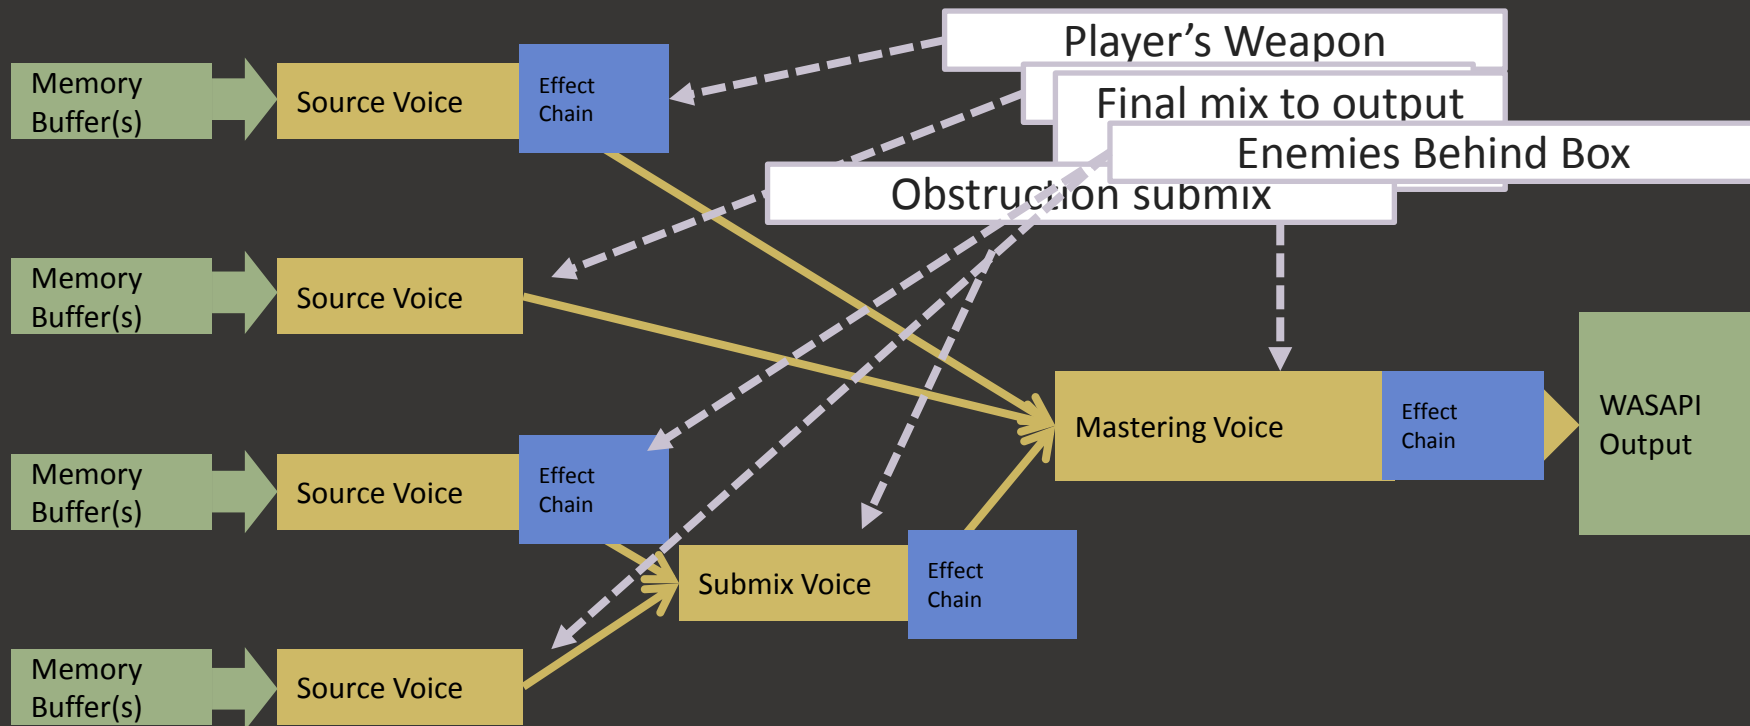 Player’s Weapon
Final mix to output
Enemies Behind Box
Obstruction submix
Memory
Buffer(s)
Source Voice
Effect
Chain
Memory
Buffer(s)
Source Voice
Memory
Buffer(s)
Source Voice
Effect
Chain
Submix Voice
Effect
Chain
Memory
Buffer(s)
Source Voice
Mastering Voice
Effect
Chain
WASAPI
Output